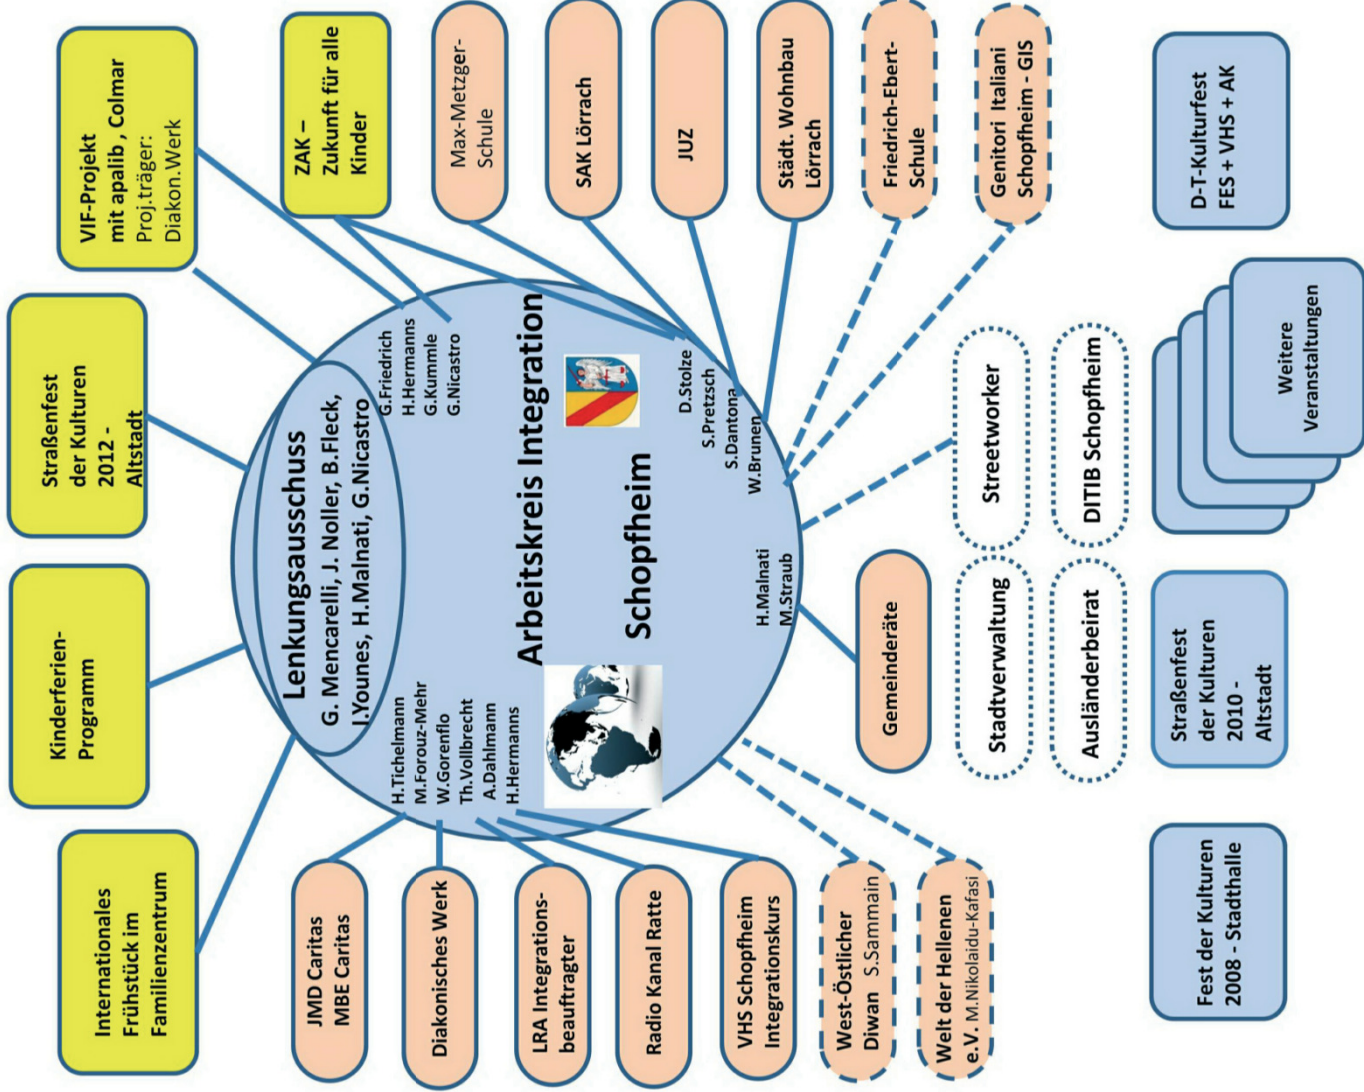 Internationales
Frühstück im
Familienzentrum
Kinderferien-
Programm
Straßenfest
der Kulturen
2012 -
Altstadt
VIF-Projekt
mit apalib , Colmar
Proj.träger:
Diakon.Werk
ZAK –
Zukunft für alle
Kinder
Max-Metzger-
Schule
SAK Lörrach
JUZ
Städt. Wohnbau
Lörrach
Friedrich-Ebert-
Schule
Genitori Italiani
Schopfheim - GIS
Lenkungsausschuss
G. Mencarelli, J. Noller, B.Fleck,
J.Younes, H.Malnati, G.Nicastro
H.Tichelmann
M.Forouz-Mehr
W.Gorenflo
Th.Vollbrecht
A.Dahlmann
H.Hermanns
G.Friedrich
H.Hermanns
G.Kummle
G.Nicastro
Arbeitskreis Integration
Schopfheim
D.Stolze
S.Pretzsch
S.Dantona
W.Brunen
H.Malnati
M.Straub
JMD Caritas
MBE Caritas
Diakonisches Werk
LRA Integrations-
beauftragter
Radio Kanal Ratte
VHS Schopfheim
Integrationskurs
West-Östlicher
Diwan S.Sammain
Welt der Hellenen
e.V. M.Nikolaidu-Kafasi
Gemeinderäte
Stadtverwaltung
Streetworker
Ausländerbeirat
DITIB Schopfheim
Fest der Kulturen
2008 - Stadthalle
Straßenfest
der Kulturen
2010 -
Altstadt
Weitere
Veranstaltungen
D-T-Kulturfest
FES + VHS + AK